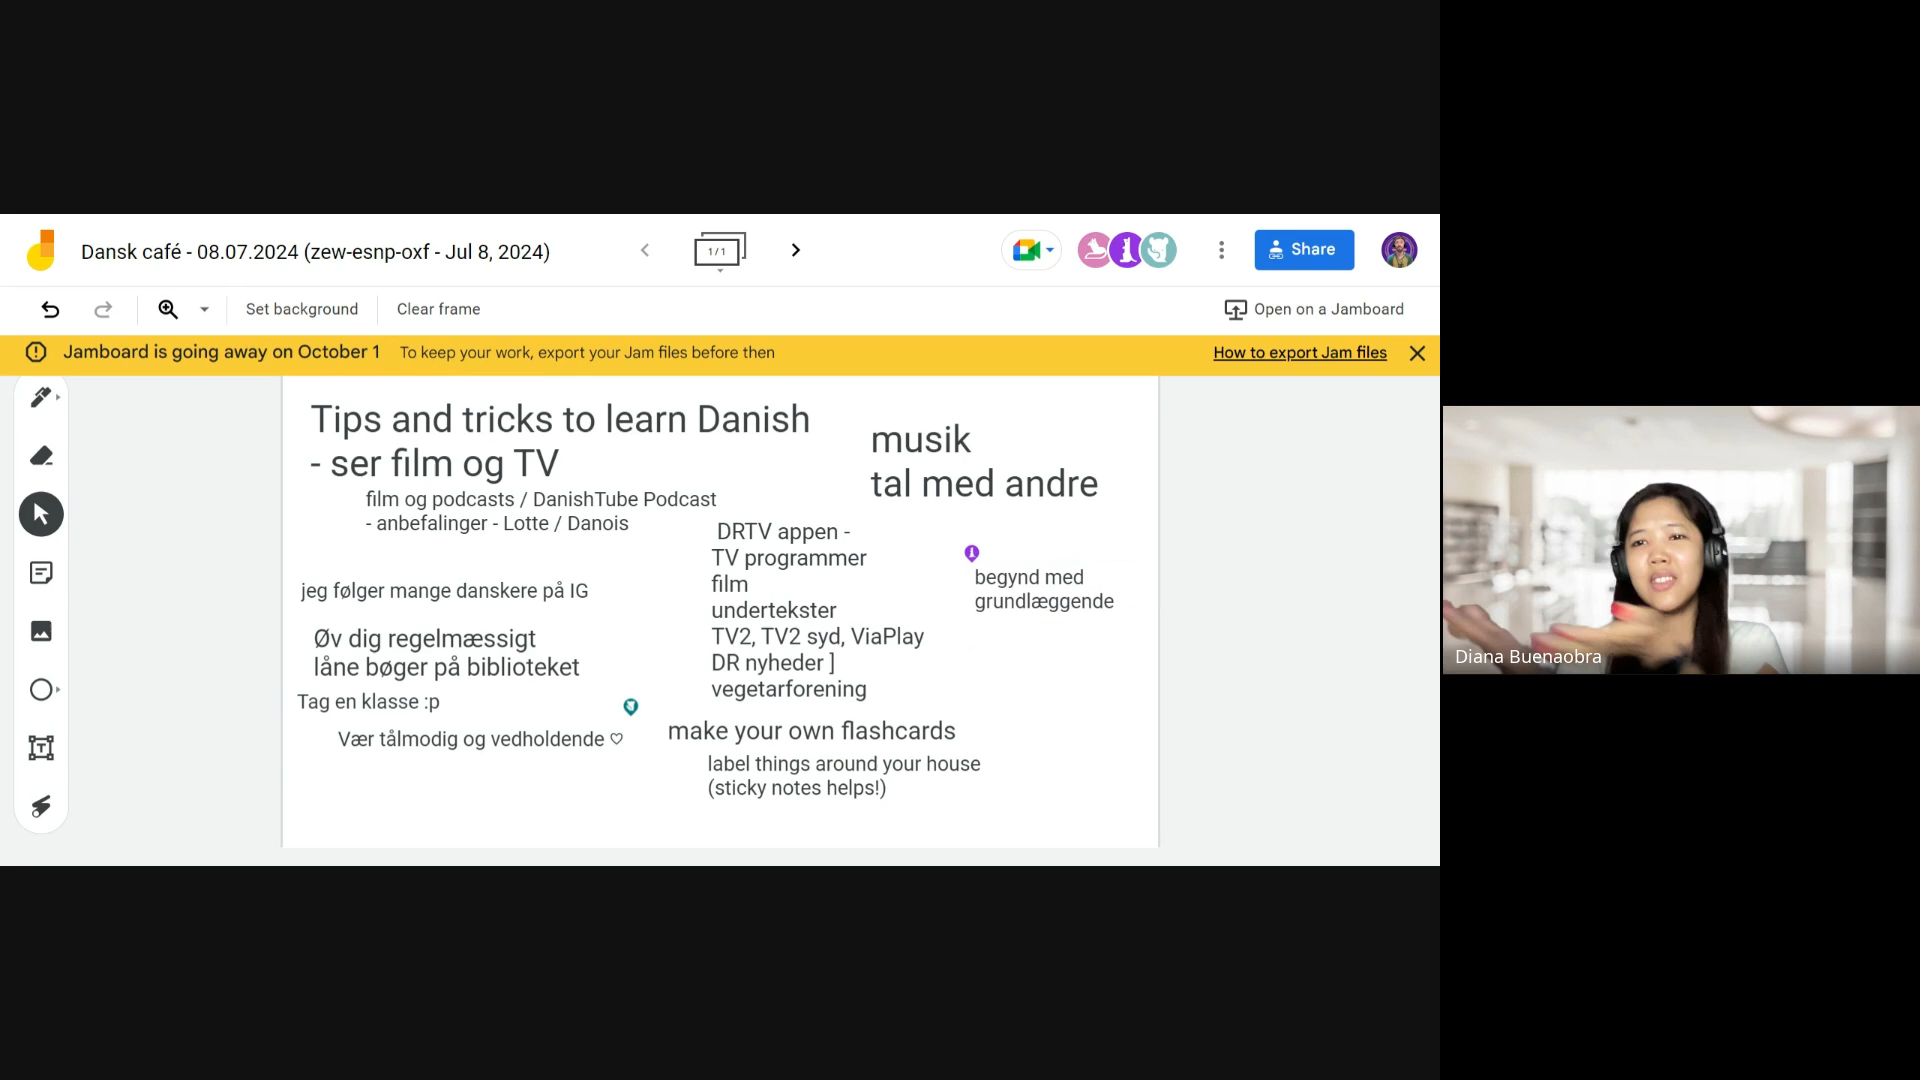 Dansk café - 08.07.2024 (zew-esnp-oxf - Jul 8, 2024)
1/1
Share
Set background
Clear frame
Open on a Jamboard
Jamboard is going away on October 1
To keep your work, export your Jam files before then
How to export Jam files
Tips and tricks to learn Danish
- ser film og TV
film og podcasts / DanishTube Podcast
- anbefalinger - Lotte / Danois
musik
tal med andre
DRTV appen -
TV programmer
film
undertekster
TV2, TV2 syd, ViaPlay
DR nyheder ]
vegetarforening
begynd med
grundlæggende
jeg følger mange danskere på IG
Øv dig regelmæssigt
låne bøger på biblioteket
Tag en klasse :p
Vær tålmodig og vedholdende ♡
make your own flashcards
label things around your house
(sticky notes helps!)
Diana Buenaobra